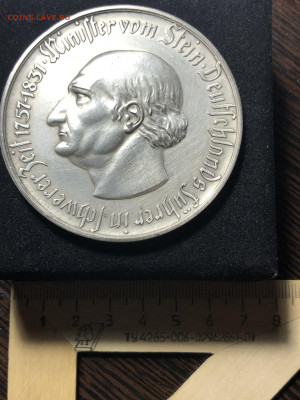 COINS.LAVE.RU
Minister vom Stein·Deutschlands Führer in schwerer Zeit 1757-1831·
1 2 3 4 5 6 7 8